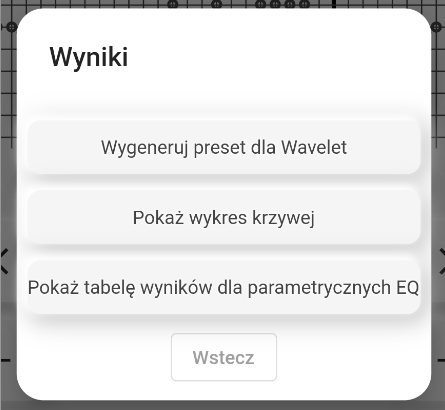 Wyniki
Wygeneruj preset dla Wavelet
Pokaż wykres krzywej
Pokaż tabelę wyników dla parametrycznych EQ
Wstecz